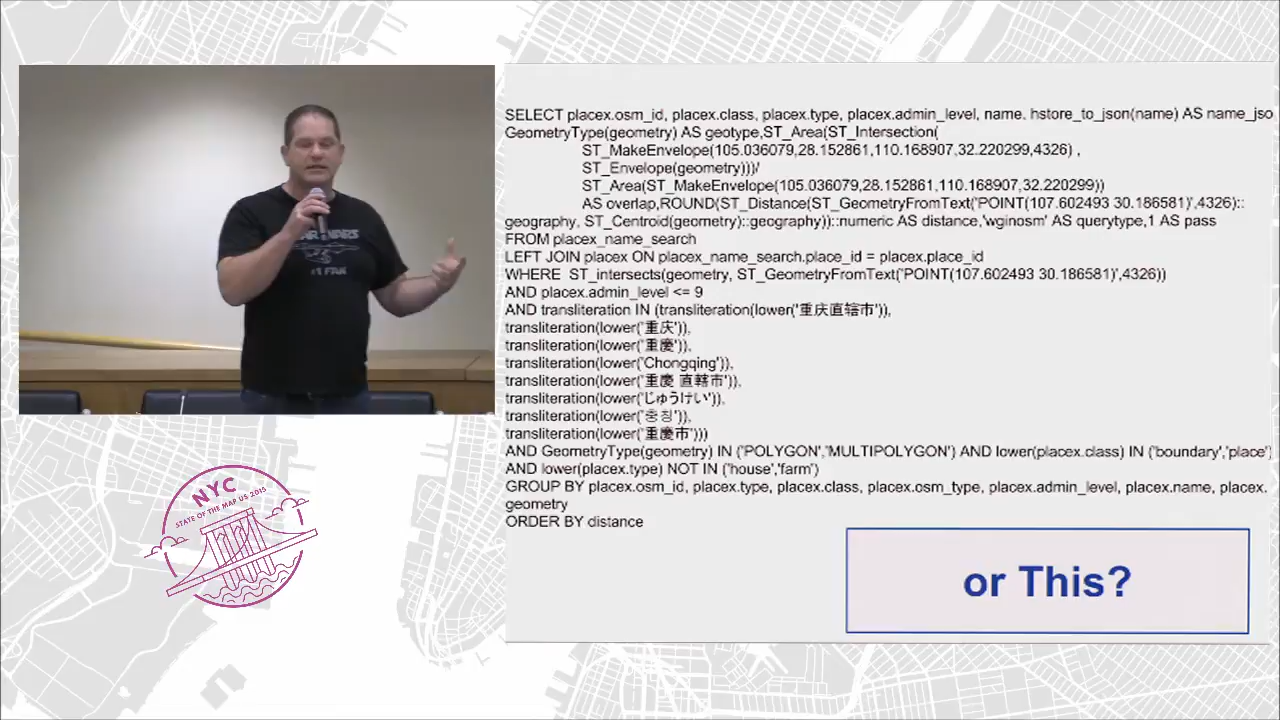 SELECT placex.osm_id, placex.class, placex.type, placex.admin_level, name, hstore_to_json(name) AS name_jso
GeometryType(geometry) AS geotype,ST_Area(ST_Intersection(
ST_MakeEnvelope(105.036079,28.152861,110.168907,32.220299,4326) ,
ST_Envelope(geometry)))/
ST_Area(ST_MakeEnvelope(105.036079,28.152861,110.168907,32.220299))
AS overlap,ROUND(ST_Distance(ST_GeometryFromText('POINT(107.602493 30.186581)',4326)::
geography, ST_Centroid(geometry)::geography))::numeric AS distance,'wginosm' AS querytype,1 AS pass
FROM placex_name_search
LEFT JOIN placex ON placex_name_search.place_id = placex.place_id
WHERE ST_intersects(geometry, ST_GeometryFromText('POINT(107.602493 30.186581)',4326))
AND placex.admin_level <= 9
AND transliteration IN (transliteration(lower('重庆直辖市')),
transliteration(lower('重庆')),
transliteration(lower('重慶')),
transliteration(lower('Chongqing')),
transliteration(lower('重慶 直轄市')),
transliteration(lower('じゅうけい')),
transliteration(lower('충칭')),
transliteration(lower('重慶市')))
AND GeometryType(geometry) IN ('POLYGON','MULTIPOLYGON') AND lower(placex.class) IN ('boundary','place')
AND lower(placex.type) NOT IN ('house','farm')
GROUP BY placex.osm_id, placex.type, placex.class, placex.osm_type, placex.admin_level, placex.name, placex.
geometry
ORDER BY distance
or This?
#1 FAN
NYC
STATE OF THE MAP US 2015